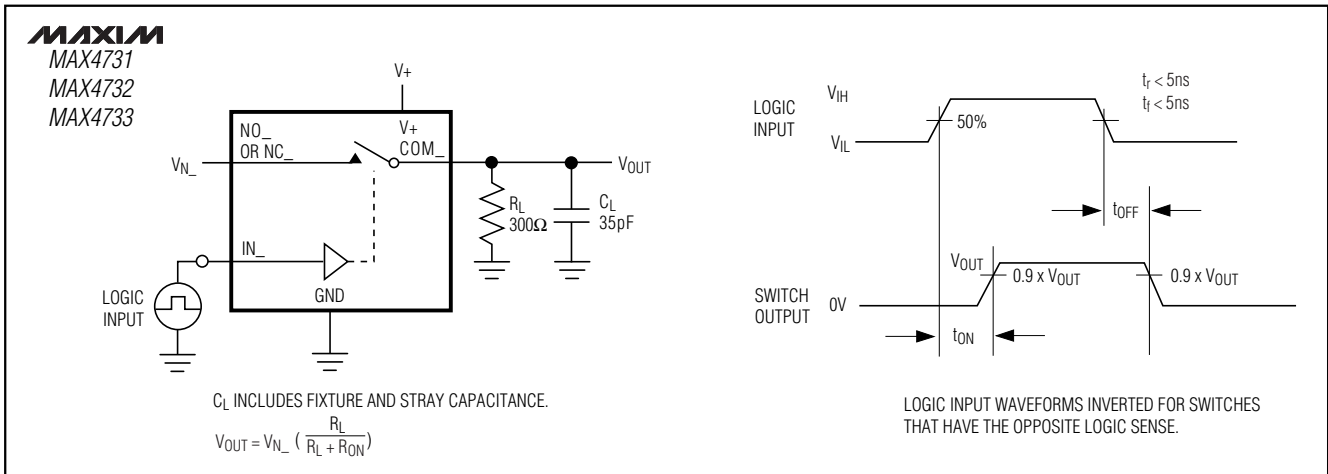 MAXIM
MAX4731
MAX4732
MAX4733
V+
V+
NO_
OR NC_
COM_
V_N_
V_OUT
R_L
300Ω
C_L
35pF
IN_
LOGIC
INPUT
GND
C_L INCLUDES FIXTURE AND STRAY CAPACITANCE.
V_OUT = V_N_ ( R_L / R_L + R_ON )
LOGIC
INPUT
V_IH
V_IL
50%
t_r < 5ns
t_f < 5ns
t_OFF
SWITCH
OUTPUT
V_OUT
0V
0.9 x V_OUT
0.9 x V_OUT
t_ON
LOGIC INPUT WAVEFORMS INVERTED FOR SWITCHES
THAT HAVE THE OPPOSITE LOGIC SENSE.